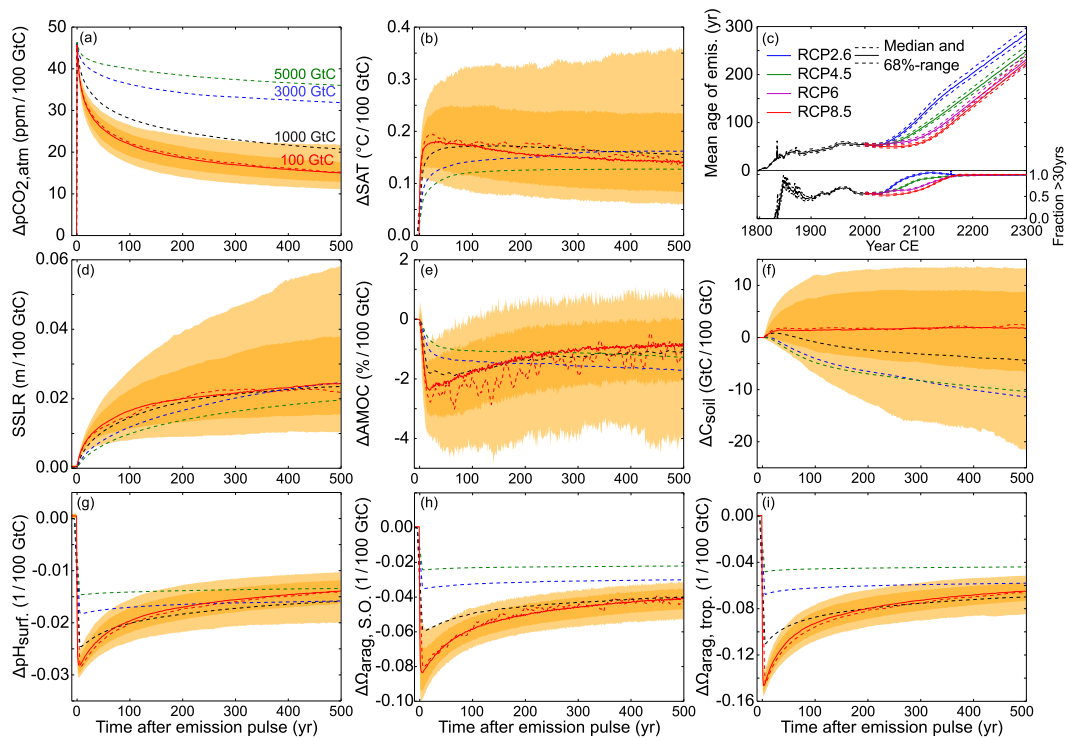 ΔpCO2,atm (ppm / 100 GtC)
50
40
30
20
10
0
(a)
5000 GtC
3000 GtC
1000 GtC
100 GtC
0 100 200 300 400 500
ΔSAT (°C / 100 GtC)
0.4
0.3
0.2
0.1
0.0
(b)
0 100 200 300 400 500
Mean age of emis. (yr)
300
200
100
50
0
(c)
RCP2.6
RCP4.5
RCP6
RCP8.5
Median and
68%-range
1.0
0.5
0.0
Fraction >30yrs
1800 1900 2000 2100 2200 2300
Year CE
SSLR (m / 100 GtC)
0.06
0.04
0.02
0.00
(d)
0 100 200 300 400 500
ΔAMOC (% / 100 GtC)
2
0
-2
-4
(e)
0 100 200 300 400 500
ΔCsoil (GtC / 100 GtC)
10
0
-10
-20
(f)
0 100 200 300 400 500
ΔpHsurf. (1 / 100 GtC)
0.00
-0.01
-0.02
-0.03
(g)
0 100 200 300 400 500
Time after emission pulse (yr)
ΔΩarag, S.O. (1 / 100 GtC)
0.00
-0.02
-0.04
-0.06
-0.08
-0.10
(h)
0 100 200 300 400 500
Time after emission pulse (yr)
ΔΩarag, trop. (1 / 100 GtC)
0.00
-0.04
-0.08
-0.12
-0.16
(i)
0 100 200 300 400 500
Time after emission pulse (yr)